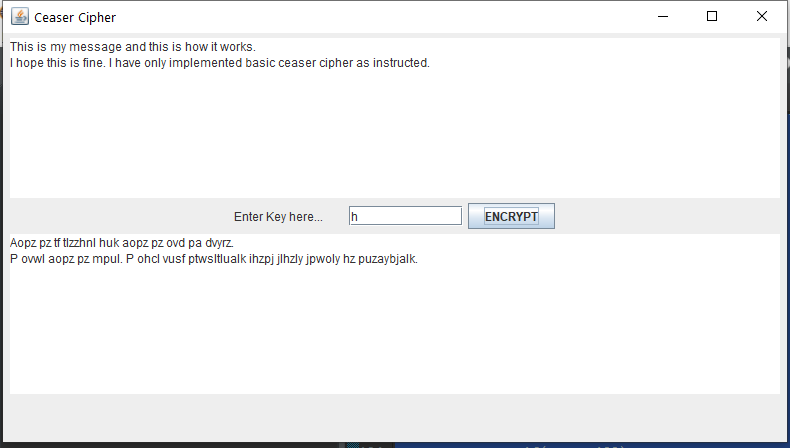 Ceaser Cipher
This is my message and this is how it works.
I hope this is fine. I have only implemented basic ceaser cipher as instructed.
Enter Key here... h ENCRYPT
Aopz pz tf tlzzhnl huk aopz pz ovd pa dvyrz.
P ovwl aopz pz mpul. P ohcl vusf ptwsltlualk ihzpj jlhzly jpwoly hz puzaybjalk.